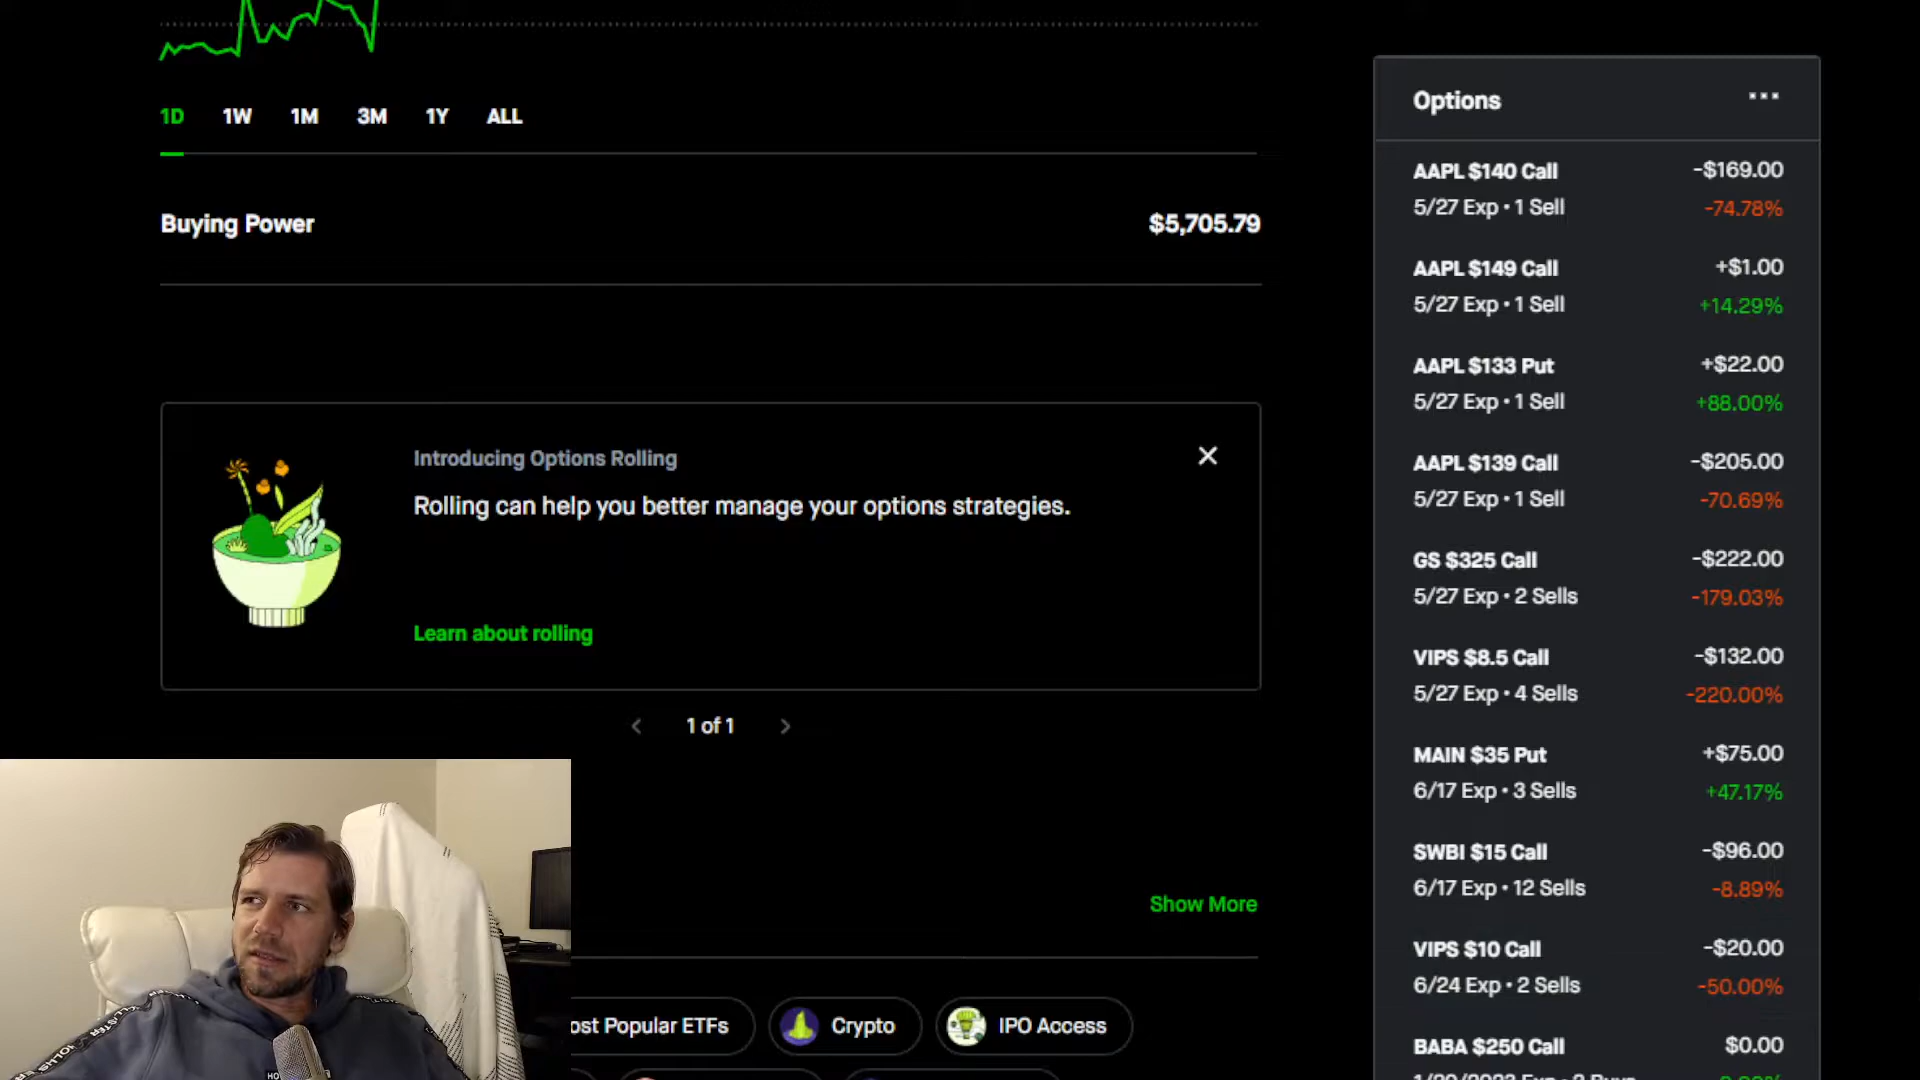 1D 1W 1M 3M 1Y ALL
Buying Power $5,705.79
Introducing Options Rolling
Rolling can help you better manage your options strategies.
Learn about rolling
1 of 1
Show More
ost Popular ETFs Crypto IPO Access
Options
AAPL $140 Call -$169.00
5/27 Exp • 1 Sell -74.78%
AAPL $149 Call +$1.00
5/27 Exp • 1 Sell +14.29%
AAPL $133 Put +$22.00
5/27 Exp • 1 Sell +88.00%
AAPL $139 Call -$205.00
5/27 Exp • 1 Sell -70.69%
GS $325 Call -$222.00
5/27 Exp • 2 Sells -179.03%
VIPS $8.5 Call -$132.00
5/27 Exp • 4 Sells -220.00%
MAIN $35 Put +$75.00
6/17 Exp • 3 Sells +47.17%
SWBI $15 Call -$96.00
6/17 Exp • 12 Sells -8.89%
VIPS $10 Call -$20.00
6/24 Exp • 2 Sells -50.00%
BABA $250 Call $0.00